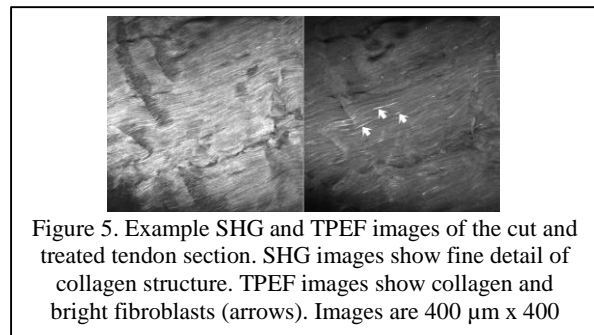 Figure 5. Example SHG and TPEF images of the cut and
treated tendon section. SHG images show fine detail of
collagen structure. TPEF images show collagen and
bright fibroblasts (arrows). Images are 400 µm x 400